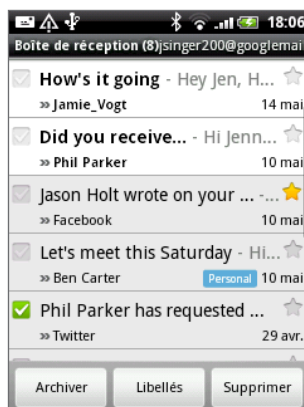 18:06
Boîte de réception (8)jsinger200@googlemai
How's it going - Hey Jen, H...
» Jamie_Vogt 14 mai
Did you receive... - Hi Jenn...
» Phil Parker 10 mai
Jason Holt wrote on your ... -...
» Facebook 10 mai
Let's meet this Saturday - Hi...
» Ben Carter Personal 10 mai
Phil Parker has requested ...
» Twitter 29 avr.
Archiver Libellés Supprimer